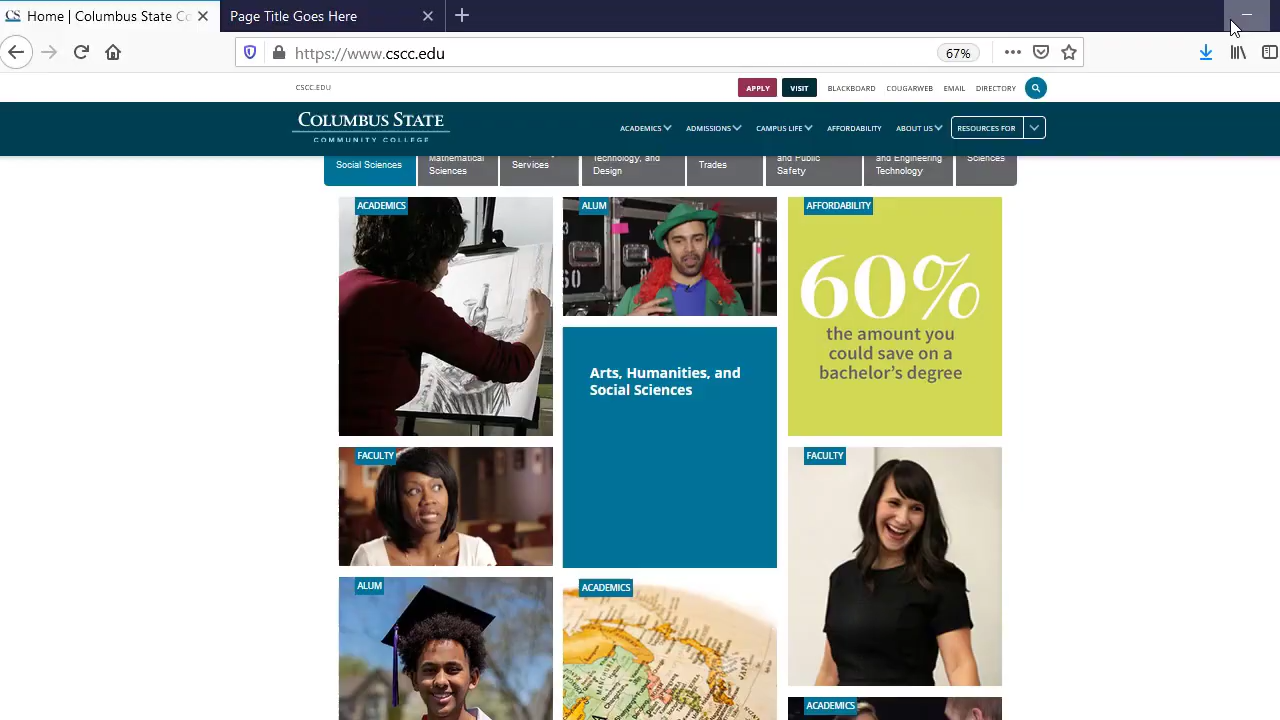 Home | Columbus State Co
Page Title Goes Here
https://www.cscc.edu
67%
CSCC.EDU
APPLY
VISIT
BLACKBOARD
COUGARWEB
EMAIL
DIRECTORY
COLUMBUS STATE
COMMUNITY COLLEGE
ACADEMICS
ADMISSIONS
CAMPUS LIFE
AFFORDABILITY
ABOUT US
RESOURCES FOR
Social Sciences
Mathematical
Sciences
Services
Technology, and
Design
Trades
and Public
Safety
and Engineering
Technology
Sciences
ACADEMICS
ALUM
AFFORDABILITY
60%
the amount you
could save on a
bachelor's degree
Arts, Humanities, and
Social Sciences
FACULTY
FACULTY
ALUM
ACADEMICS
ACADEMICS